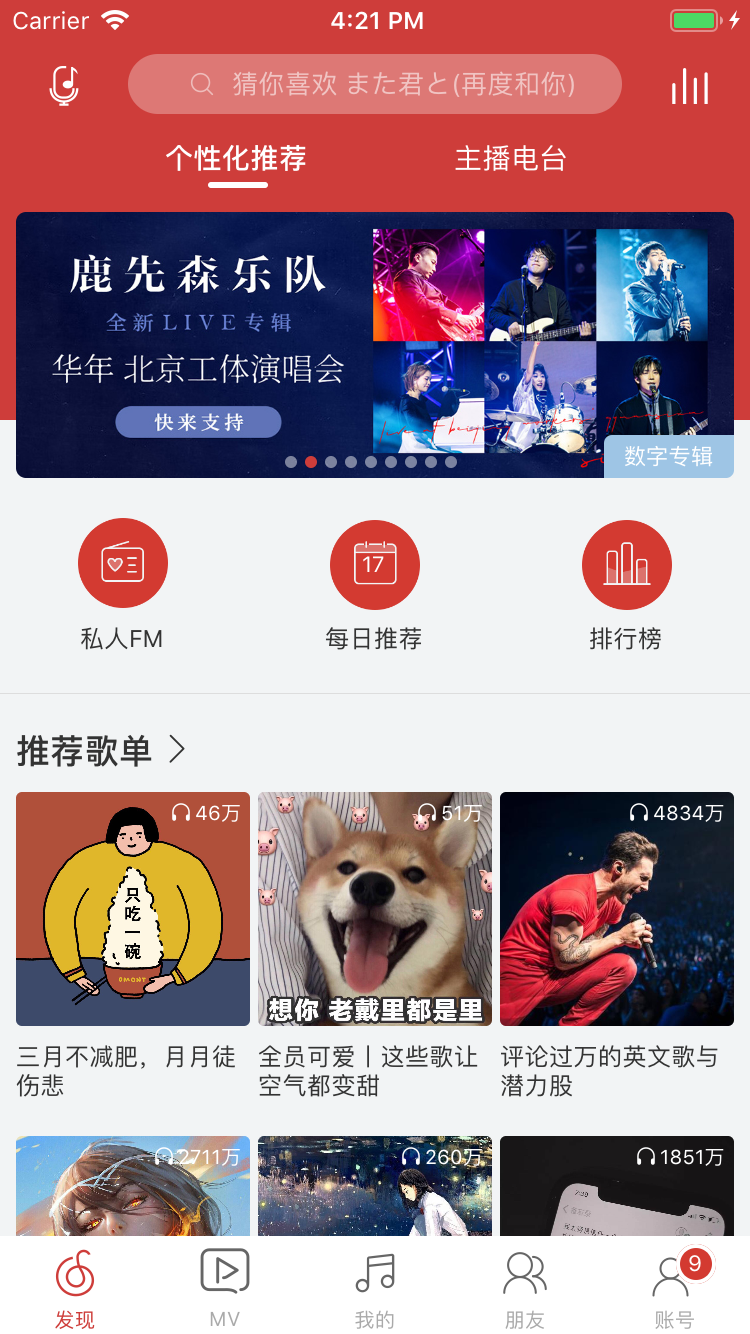 Carrier 4:21 PM
猜你喜欢 また君と(再度和你)
个性化推荐 主播电台
鹿先森乐队
全新LIVE专辑
华年 北京工体演唱会
快来支持
数字专辑
17
私人FM 每日推荐 排行榜
推荐歌单
46万 51万 4834万
只吃一碗
想你 老戴里都是里
三月不减肥，月月徒伤悲
全员可爱丨这些歌让空气都变甜
评论过万的英文歌与潜力股
2711万 260万 1851万
7:30
9
发现 MV 我的 朋友 账号